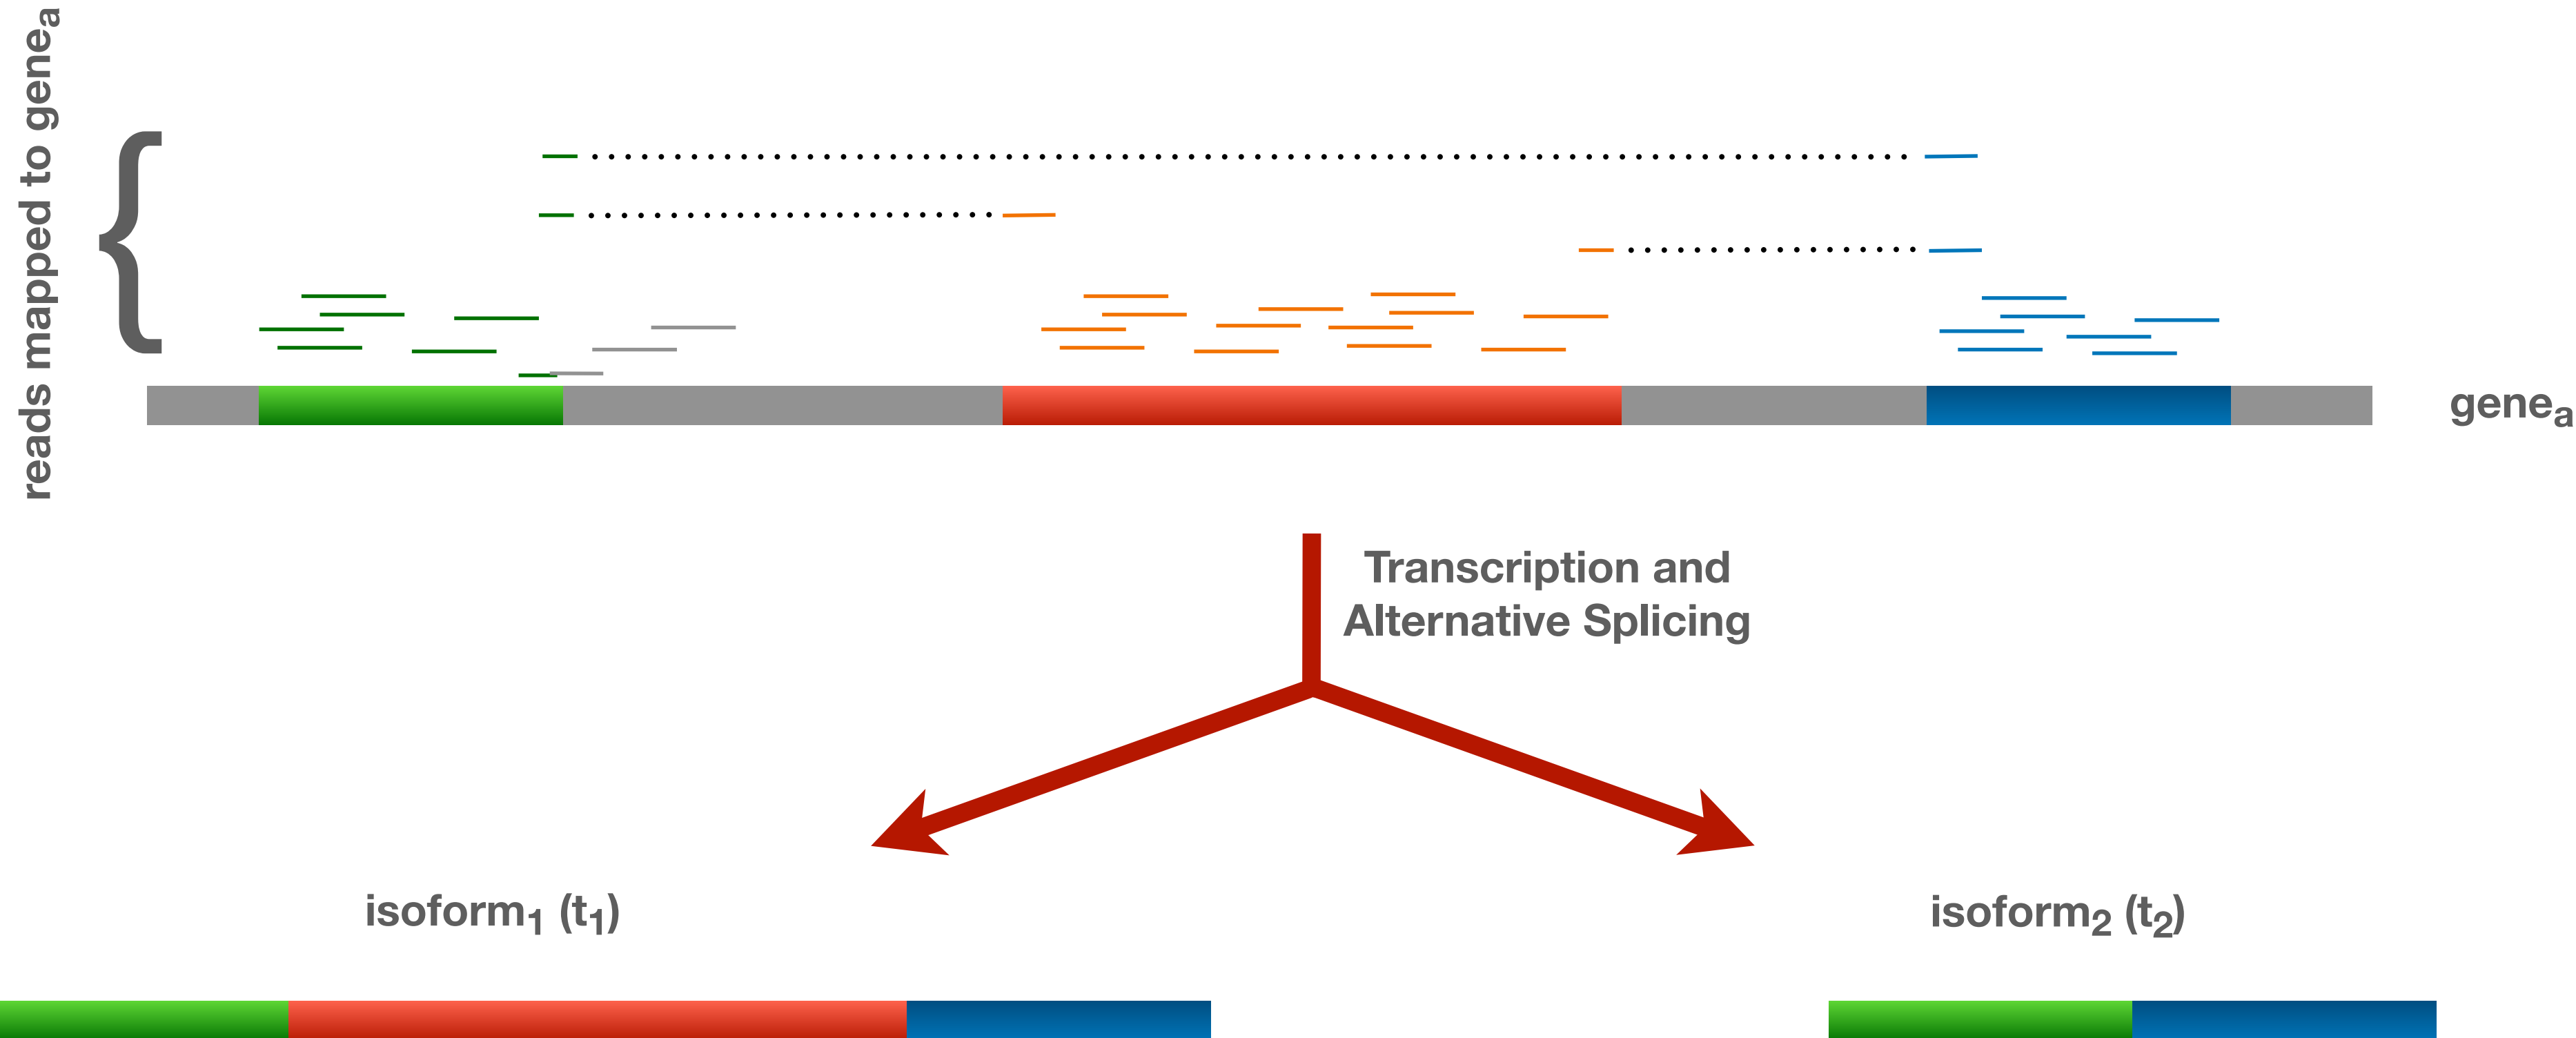 reads mapped to geneₐ
{
geneₐ
Transcription and
Alternative Splicing
isoform₁ (t₁)
isoform₂ (t₂)